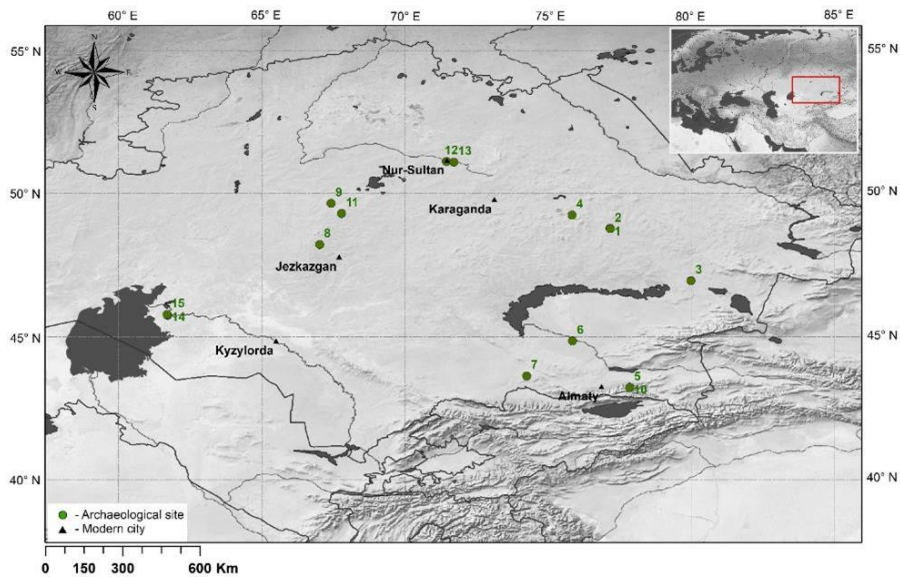 60° E 65° E 70° E 75° E 80° E 85° E
55° N 55° N
N
W E
S
12 13
Nur-Sultan
50° N 50° N
9
11
Karaganda
4
2
1
8
Jezkazgan
3
15
14
45° N 45° N
6
Kyzylorda
7
5
Almaty 10
40° N 40° N
- Archaeological site
- Modern city
0 150 300 600 Km